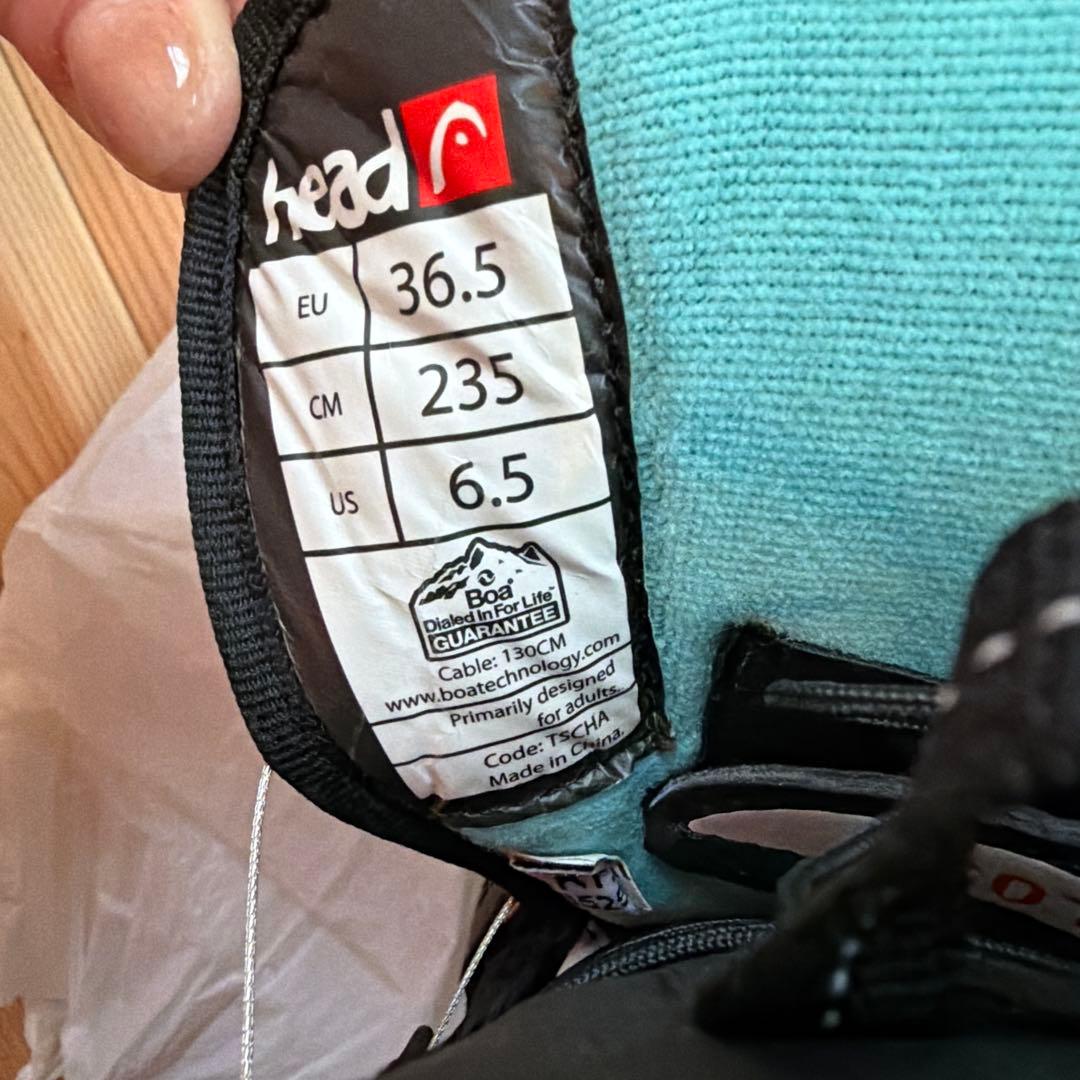 head
EU 36.5
CM 235
US 6.5
Boa
Dialed In For Life™
GUARANTEE
Cable: 130CM
www.boatechnology.com
Primarily designed
for adults.
Code: TSCHA
Made in China.